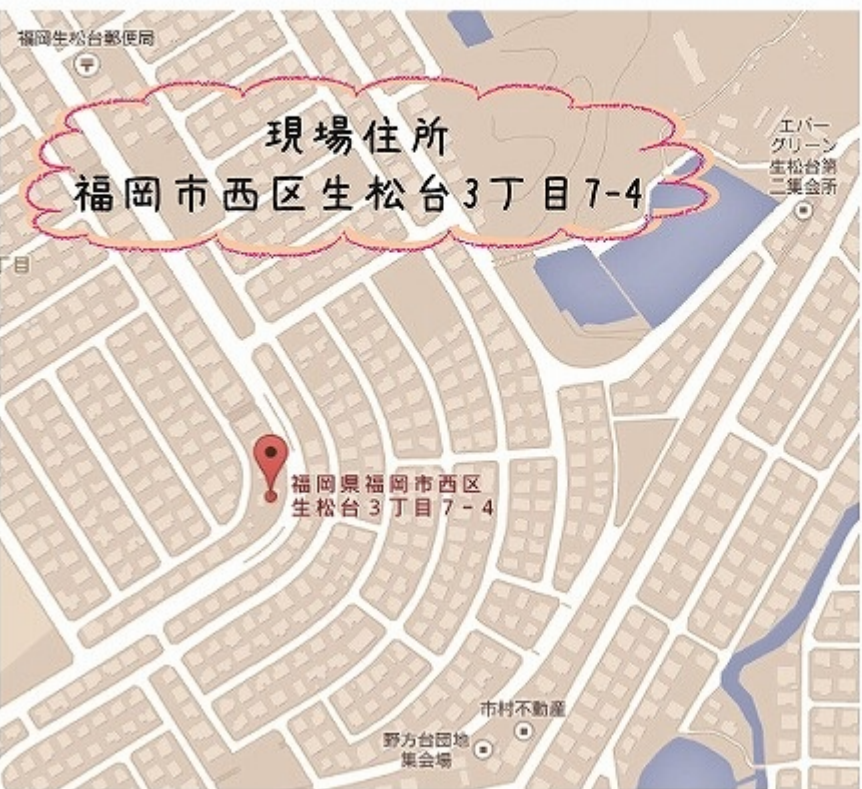 福岡生松台郵便局
現場住所
福岡市西区生松台3丁目7-4
エバー
グリーン
生松台第
二集会所
丁目
福岡県福岡市西区
生松台3丁目7-4
市村不動産
野方台団地
集会場